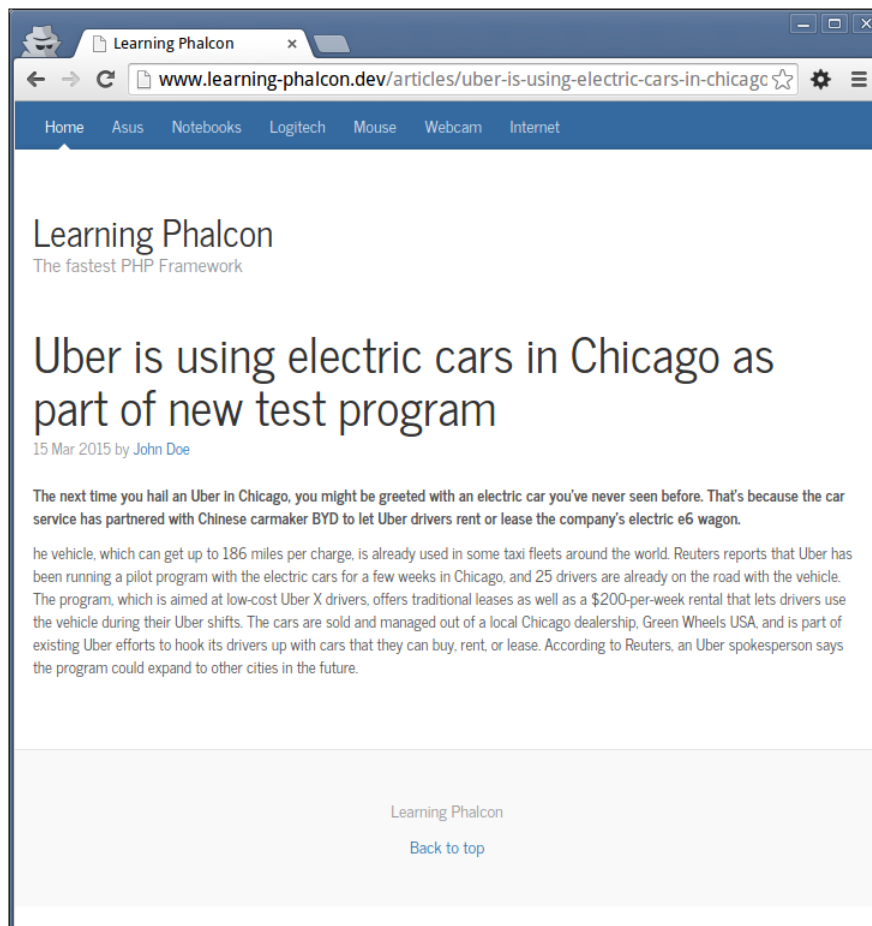 Learning Phalcon
www.learning-phalcon.dev/articles/uber-is-using-electric-cars-in-chicago
Home Asus Notebooks Logitech Mouse Webcam Internet
Learning Phalcon
The fastest PHP Framework
Uber is using electric cars in Chicago as
part of new test program
15 Mar 2015 by John Doe
The next time you hail an Uber in Chicago, you might be greeted with an electric car you've never seen before. That's because the car
service has partnered with Chinese carmaker BYD to let Uber drivers rent or lease the company's electric e6 wagon.
he vehicle, which can get up to 186 miles per charge, is already used in some taxi fleets around the world. Reuters reports that Uber has
been running a pilot program with the electric cars for a few weeks in Chicago, and 25 drivers are already on the road with the vehicle.
The program, which is aimed at low-cost Uber X drivers, offers traditional leases as well as a $200-per-week rental that lets drivers use
the vehicle during their Uber shifts. The cars are sold and managed out of a local Chicago dealership, Green Wheels USA, and is part of
existing Uber efforts to hook its drivers up with cars that they can buy, rent, or lease. According to Reuters, an Uber spokesperson says
the program could expand to other cities in the future.
Learning Phalcon
Back to top